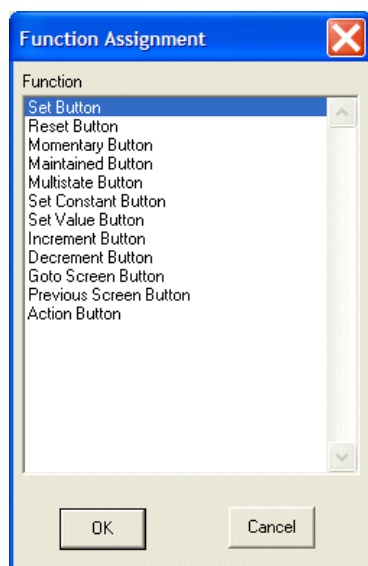 Function Assignment
Function
Set Button
Reset Button
Momentary Button
Maintained Button
Multistate Button
Set Constant Button
Set Value Button
Increment Button
Decrement Button
Goto Screen Button
Previous Screen Button
Action Button
OK
Cancel